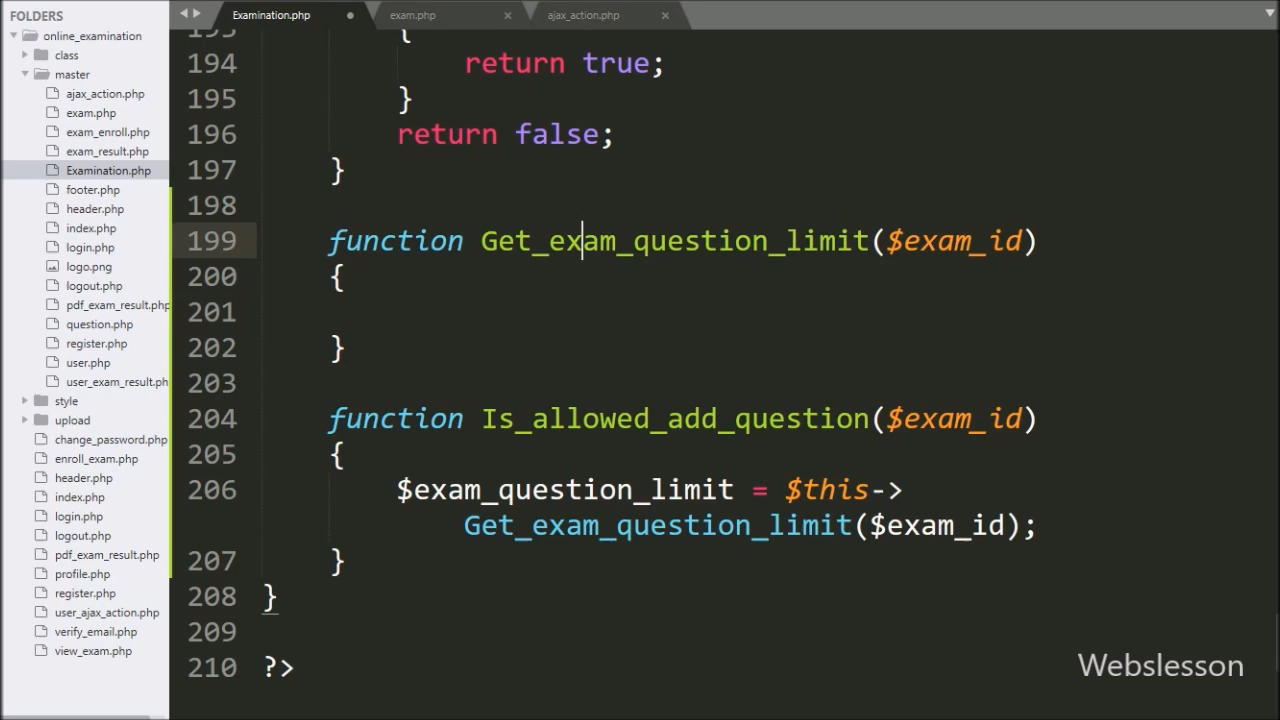 FOLDERS
online_examination
class
master
ajax_action.php
exam.php
exam_enroll.php
exam_result.php
Examination.php
footer.php
header.php
index.php
login.php
logo.png
logout.php
pdf_exam_result.php
question.php
register.php
user.php
user_exam_result.ph
style
upload
change_password.php
enroll_exam.php
header.php
index.php
login.php
logout.php
pdf_exam_result.php
profile.php
register.php
user_ajax_action.php
verify_email.php
view_exam.php
Examination.php exam.php ajax_action.php
193 {
194 return true;
195 }
196 return false;
197 }
198
199 function Get_exam_question_limit($exam_id)
200 {
201
202 }
203
204 function Is_allowed_add_question($exam_id)
205 {
206 $exam_question_limit = $this->
Get_exam_question_limit($exam_id);
207 }
208 }
209
210 ?>
Webslesson